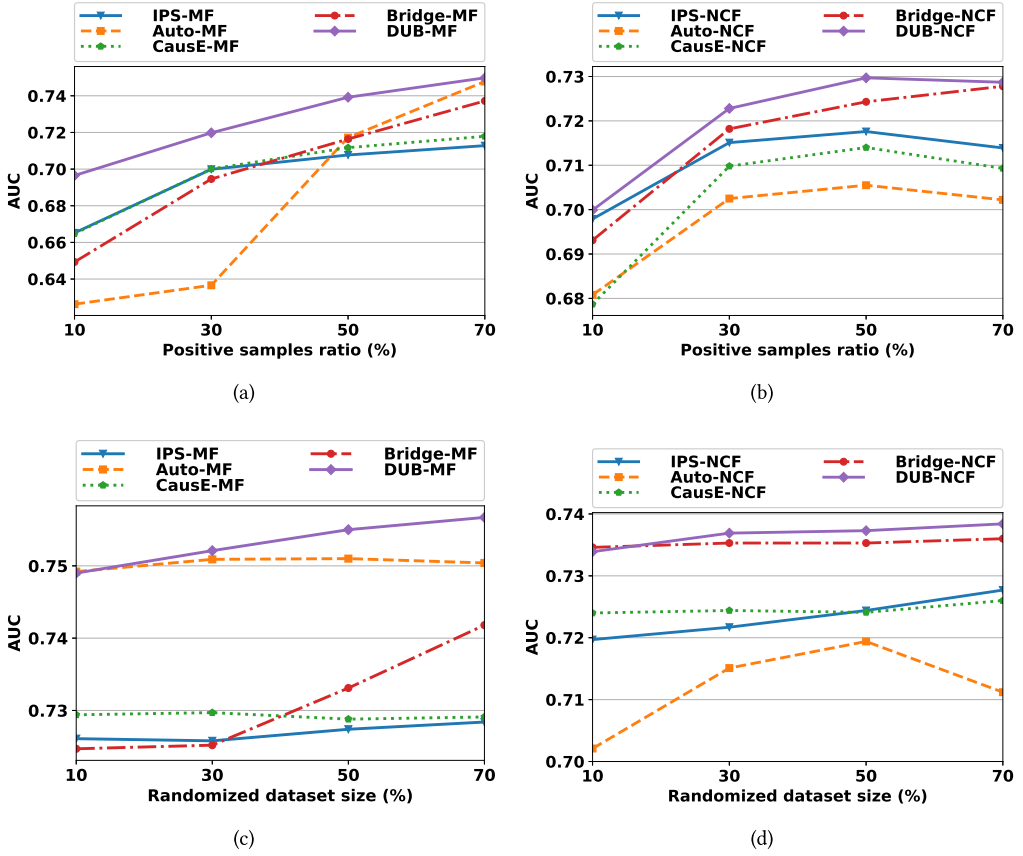 IPS-MF
Auto-MF
CausE-MF
Bridge-MF
DUB-MF
0.74
0.72
0.70
0.68
0.66
0.64
AUC
10 30 50 70
Positive samples ratio (%)
(a)
IPS-NCF
Auto-NCF
CausE-NCF
Bridge-NCF
DUB-NCF
0.73
0.72
0.71
0.70
0.69
0.68
AUC
10 30 50 70
Positive samples ratio (%)
(b)
IPS-MF
Auto-MF
CausE-MF
Bridge-MF
DUB-MF
0.75
0.74
0.73
AUC
10 30 50 70
Randomized dataset size (%)
(c)
IPS-NCF
Auto-NCF
CausE-NCF
Bridge-NCF
DUB-NCF
0.74
0.73
0.72
0.71
0.70
AUC
10 30 50 70
Randomized dataset size (%)
(d)